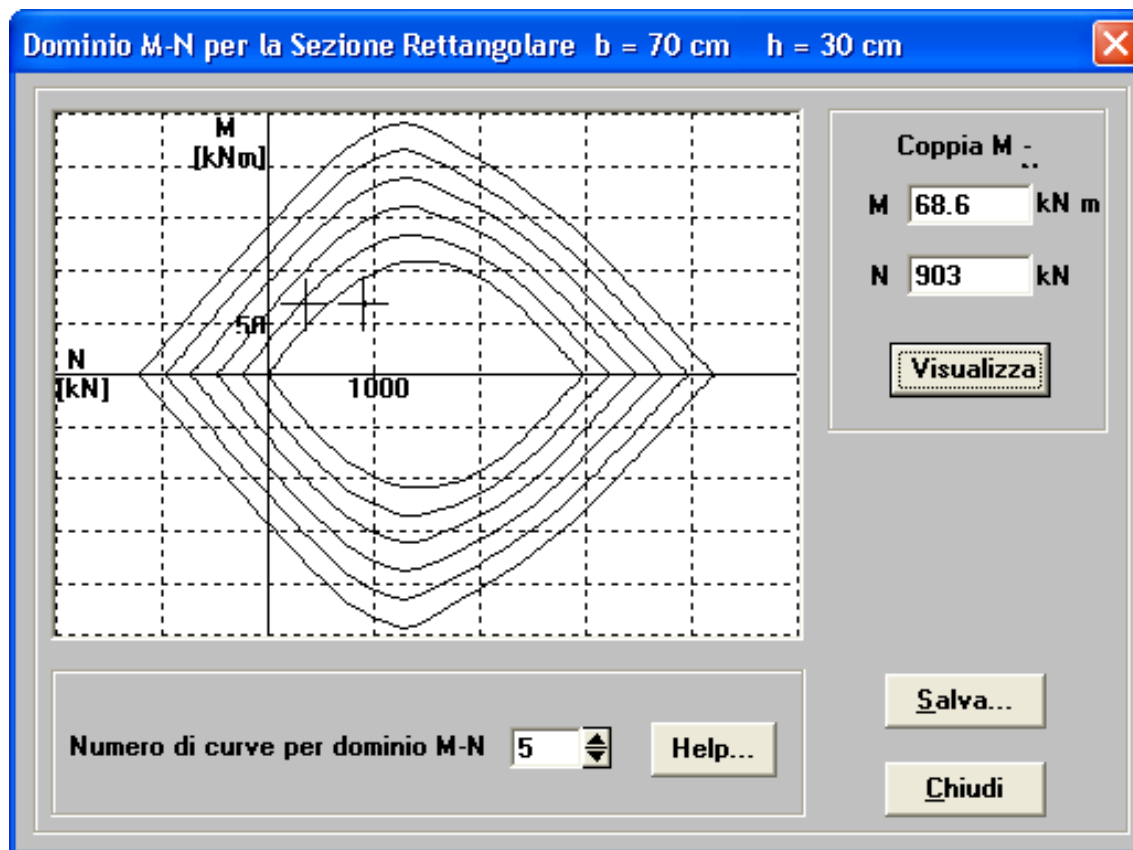 Dominio M-N per la Sezione Rettangolare b = 70 cm h = 30 cm
M
[kNm]
50
N
[kN]
1000
Coppia M -
M 68.6 kN m
N 903 kN
Visualizza
Numero di curve per dominio M-N 5 Help...
Salva...
Chiudi